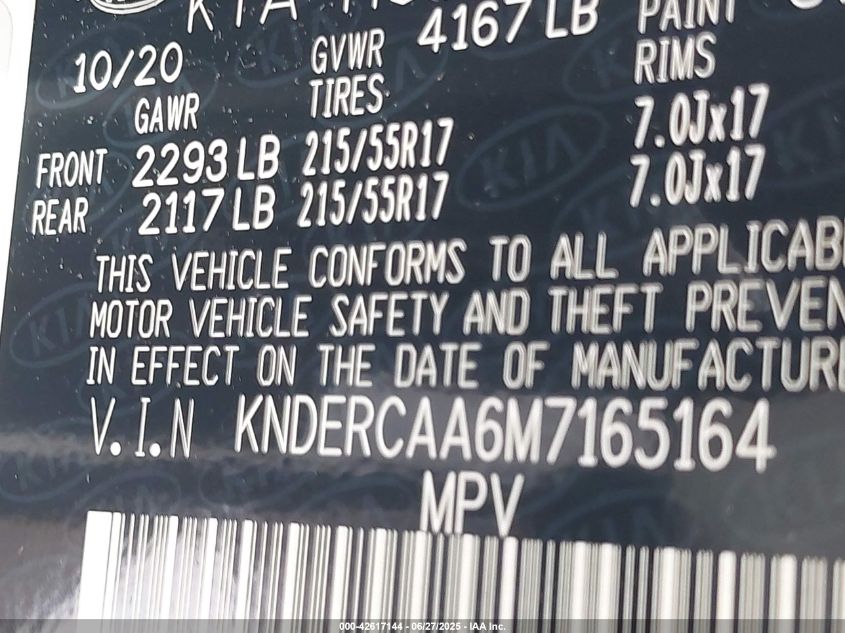 KIA
10/20 GVWR 4167 LB PAINT
GAWR TIRES RIMS
FRONT 2293 LB 215/55R17 7.0Jx17
REAR 2117 LB 215/55R17 7.0Jx17
THIS VEHICLE CONFORMS TO ALL APPLICAB
MOTOR VEHICLE SAFETY AND THEFT PREVEN
IN EFFECT ON THE DATE OF MANUFACTURE
V.I.N KNDERCAA6M7165164
MPV
000-42617144 - 06/27/2025 - IAA Inc.